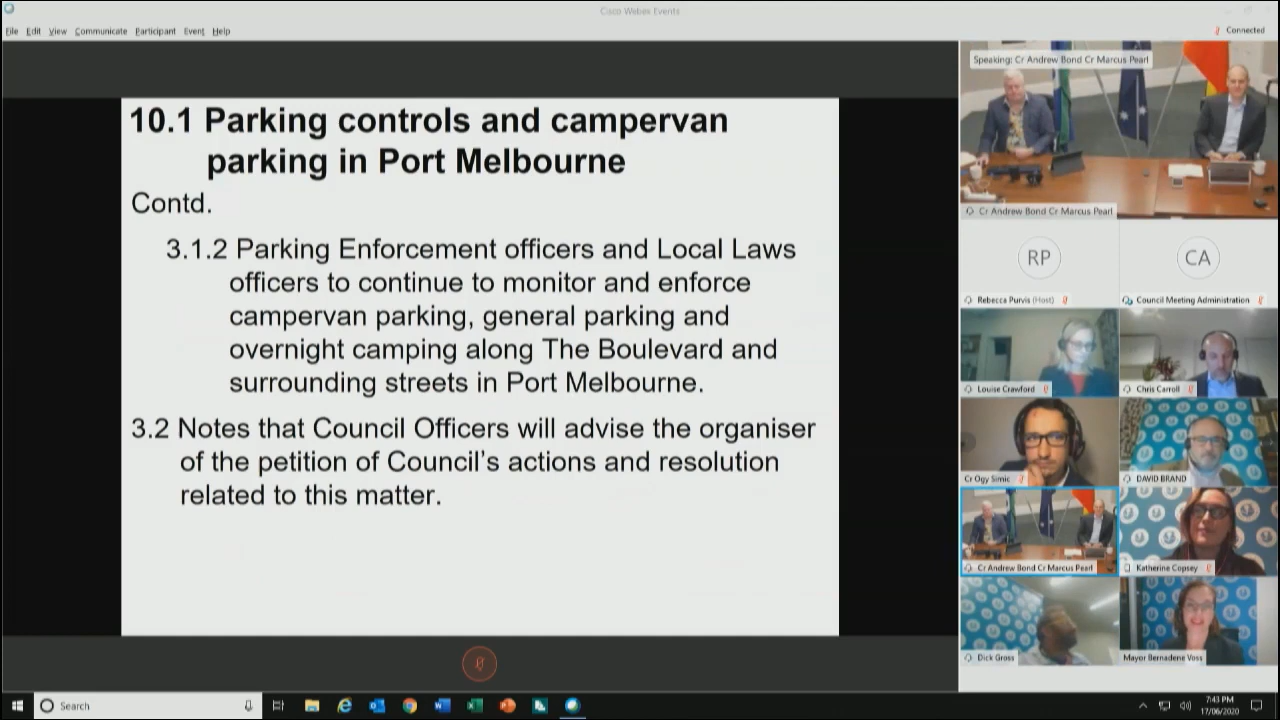 Cisco Webex Events
File Edit View Communicate Participant Event Help
Connected
10.1 Parking controls and campervan
parking in Port Melbourne
Contd.
3.1.2 Parking Enforcement officers and Local Laws
officers to continue to monitor and enforce
campervan parking, general parking and
overnight camping along The Boulevard and
surrounding streets in Port Melbourne.
3.2 Notes that Council Officers will advise the organiser
of the petition of Council's actions and resolution
related to this matter.
Speaking: Cr Andrew Bond Cr Marcus Pearl
Cr Andrew Bond Cr Marcus Pearl
RP
CA
Rebecca Purvis (Host)
Council Meeting Administration
Louise Crawford
Chris Carroll
Cr Ogy Simic
DAVID BRAND
Cr Andrew Bond Cr Marcus Pearl
Katherine Copsey
Dick Gross
Mayor Bernadene Voss
Search
7:43 PM
17/06/2020